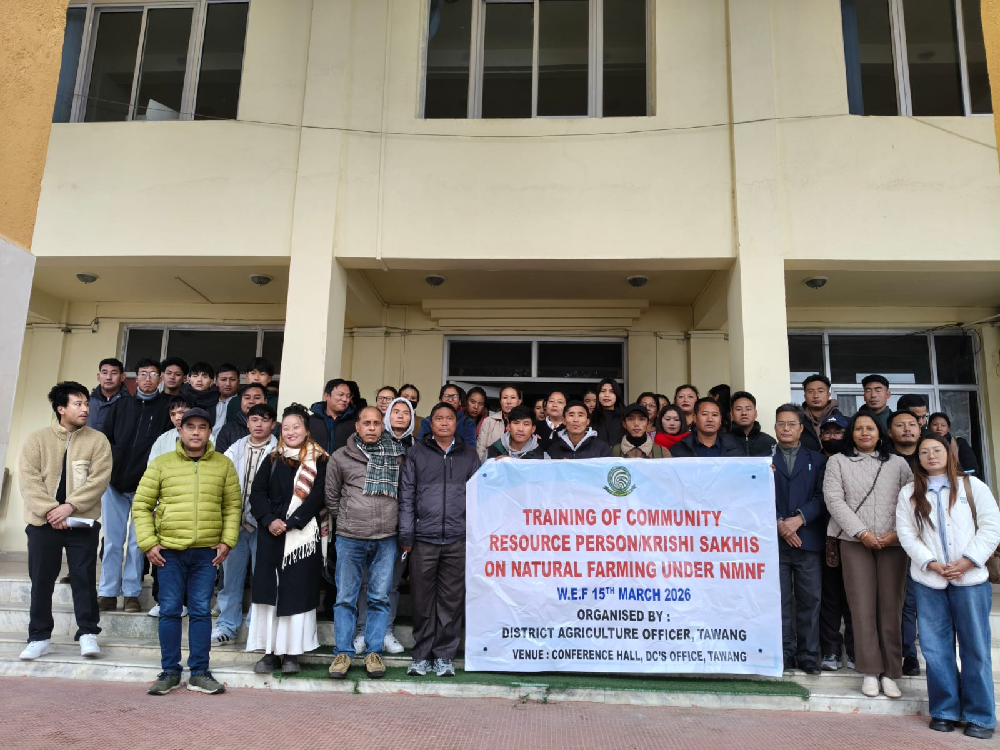 TRAINING OF COMMUNITY
RESOURCE PERSON/KRISHI SAKHIS
ON NATURAL FARMING UNDER NMNF
W.E.F 15TH MARCH 2026
ORGANISED BY :
DISTRICT AGRICULTURE OFFICER, TAWANG
VENUE : CONFERENCE HALL, DC'S OFFICE, TAWANG